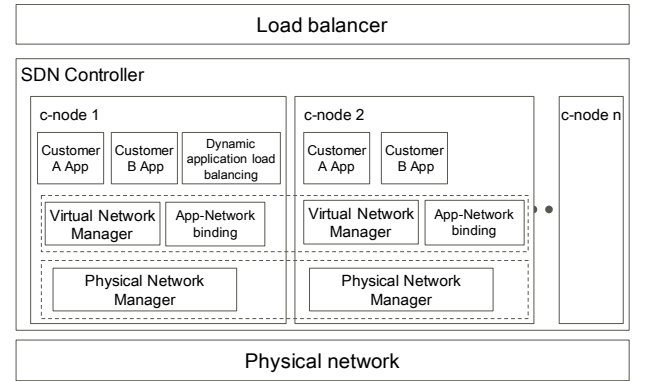 Load balancer
SDN Controller
c-node 1
c-node 2
c-node n
Customer
A App
Customer
B App
Dynamic
application load
balancing
Customer
A App
Customer
B App
Virtual Network
Manager
App-Network
binding
Virtual Network
Manager
App-Network
binding
Physical Network
Manager
Physical Network
Manager
Physical network